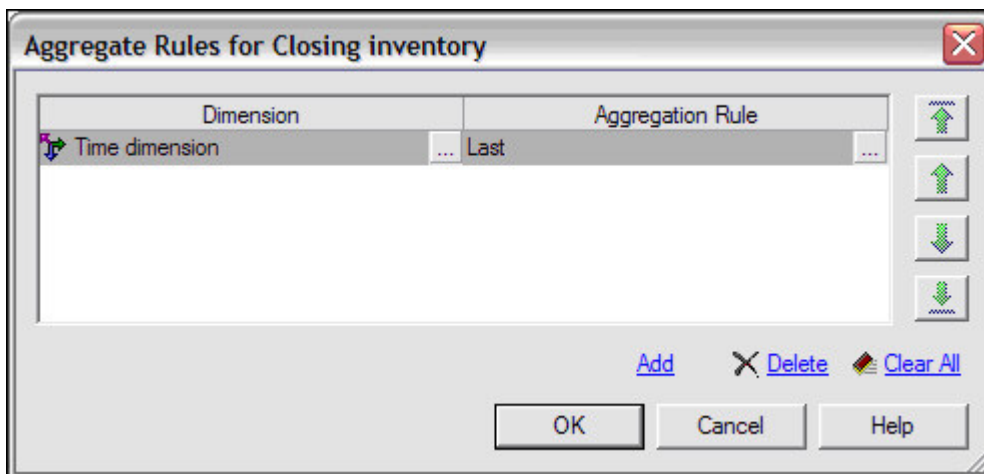 Aggregate Rules for Closing inventory
Dimension Aggregation Rule
Time dimension ... Last ...
Add Delete Clear All
OK Cancel Help